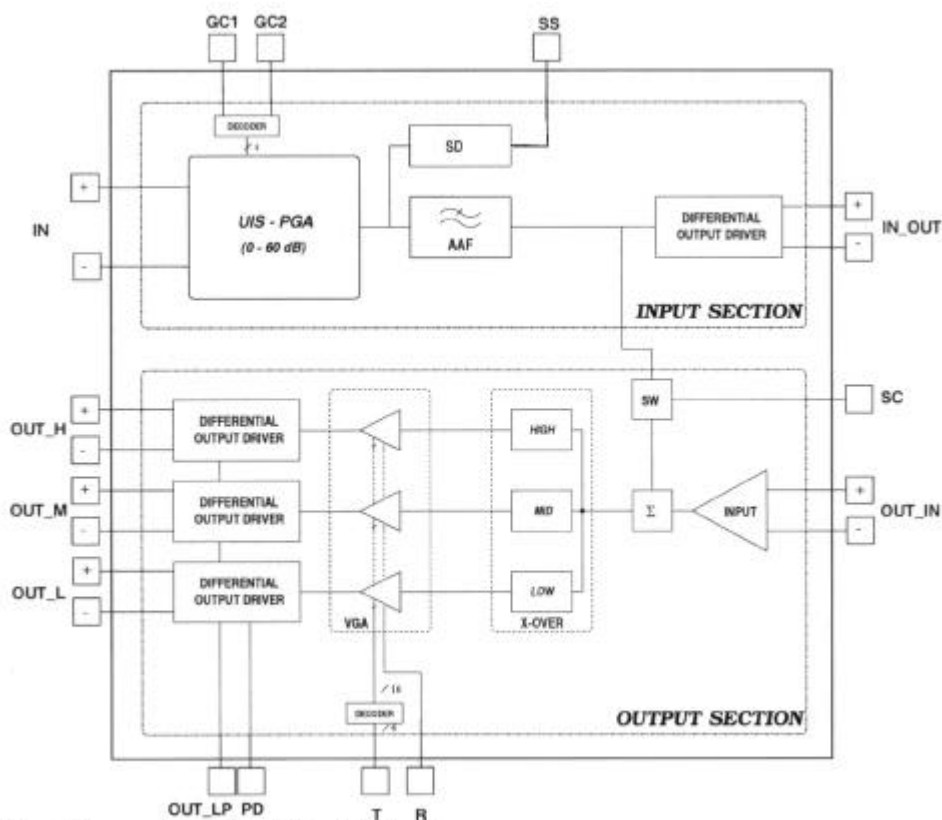 GC1 GC2 SS
DECODER
SD
+
IN
-
UIS - PGA
(0 - 60 dB)
AAF
DIFFERENTIAL
OUTPUT DRIVER
+
IN_OUT
-
INPUT SECTION
SW
SC
+
OUT_H
-
DIFFERENTIAL
OUTPUT DRIVER
HIGH
+
OUT_M
-
DIFFERENTIAL
OUTPUT DRIVER
MID
Σ
INPUT
+
OUT_IN
-
+
OUT_L
-
DIFFERENTIAL
OUTPUT DRIVER
LOW
VGA
X-OVER
/ 16
DECODER
OUTPUT SECTION
OUT_LP PD T R